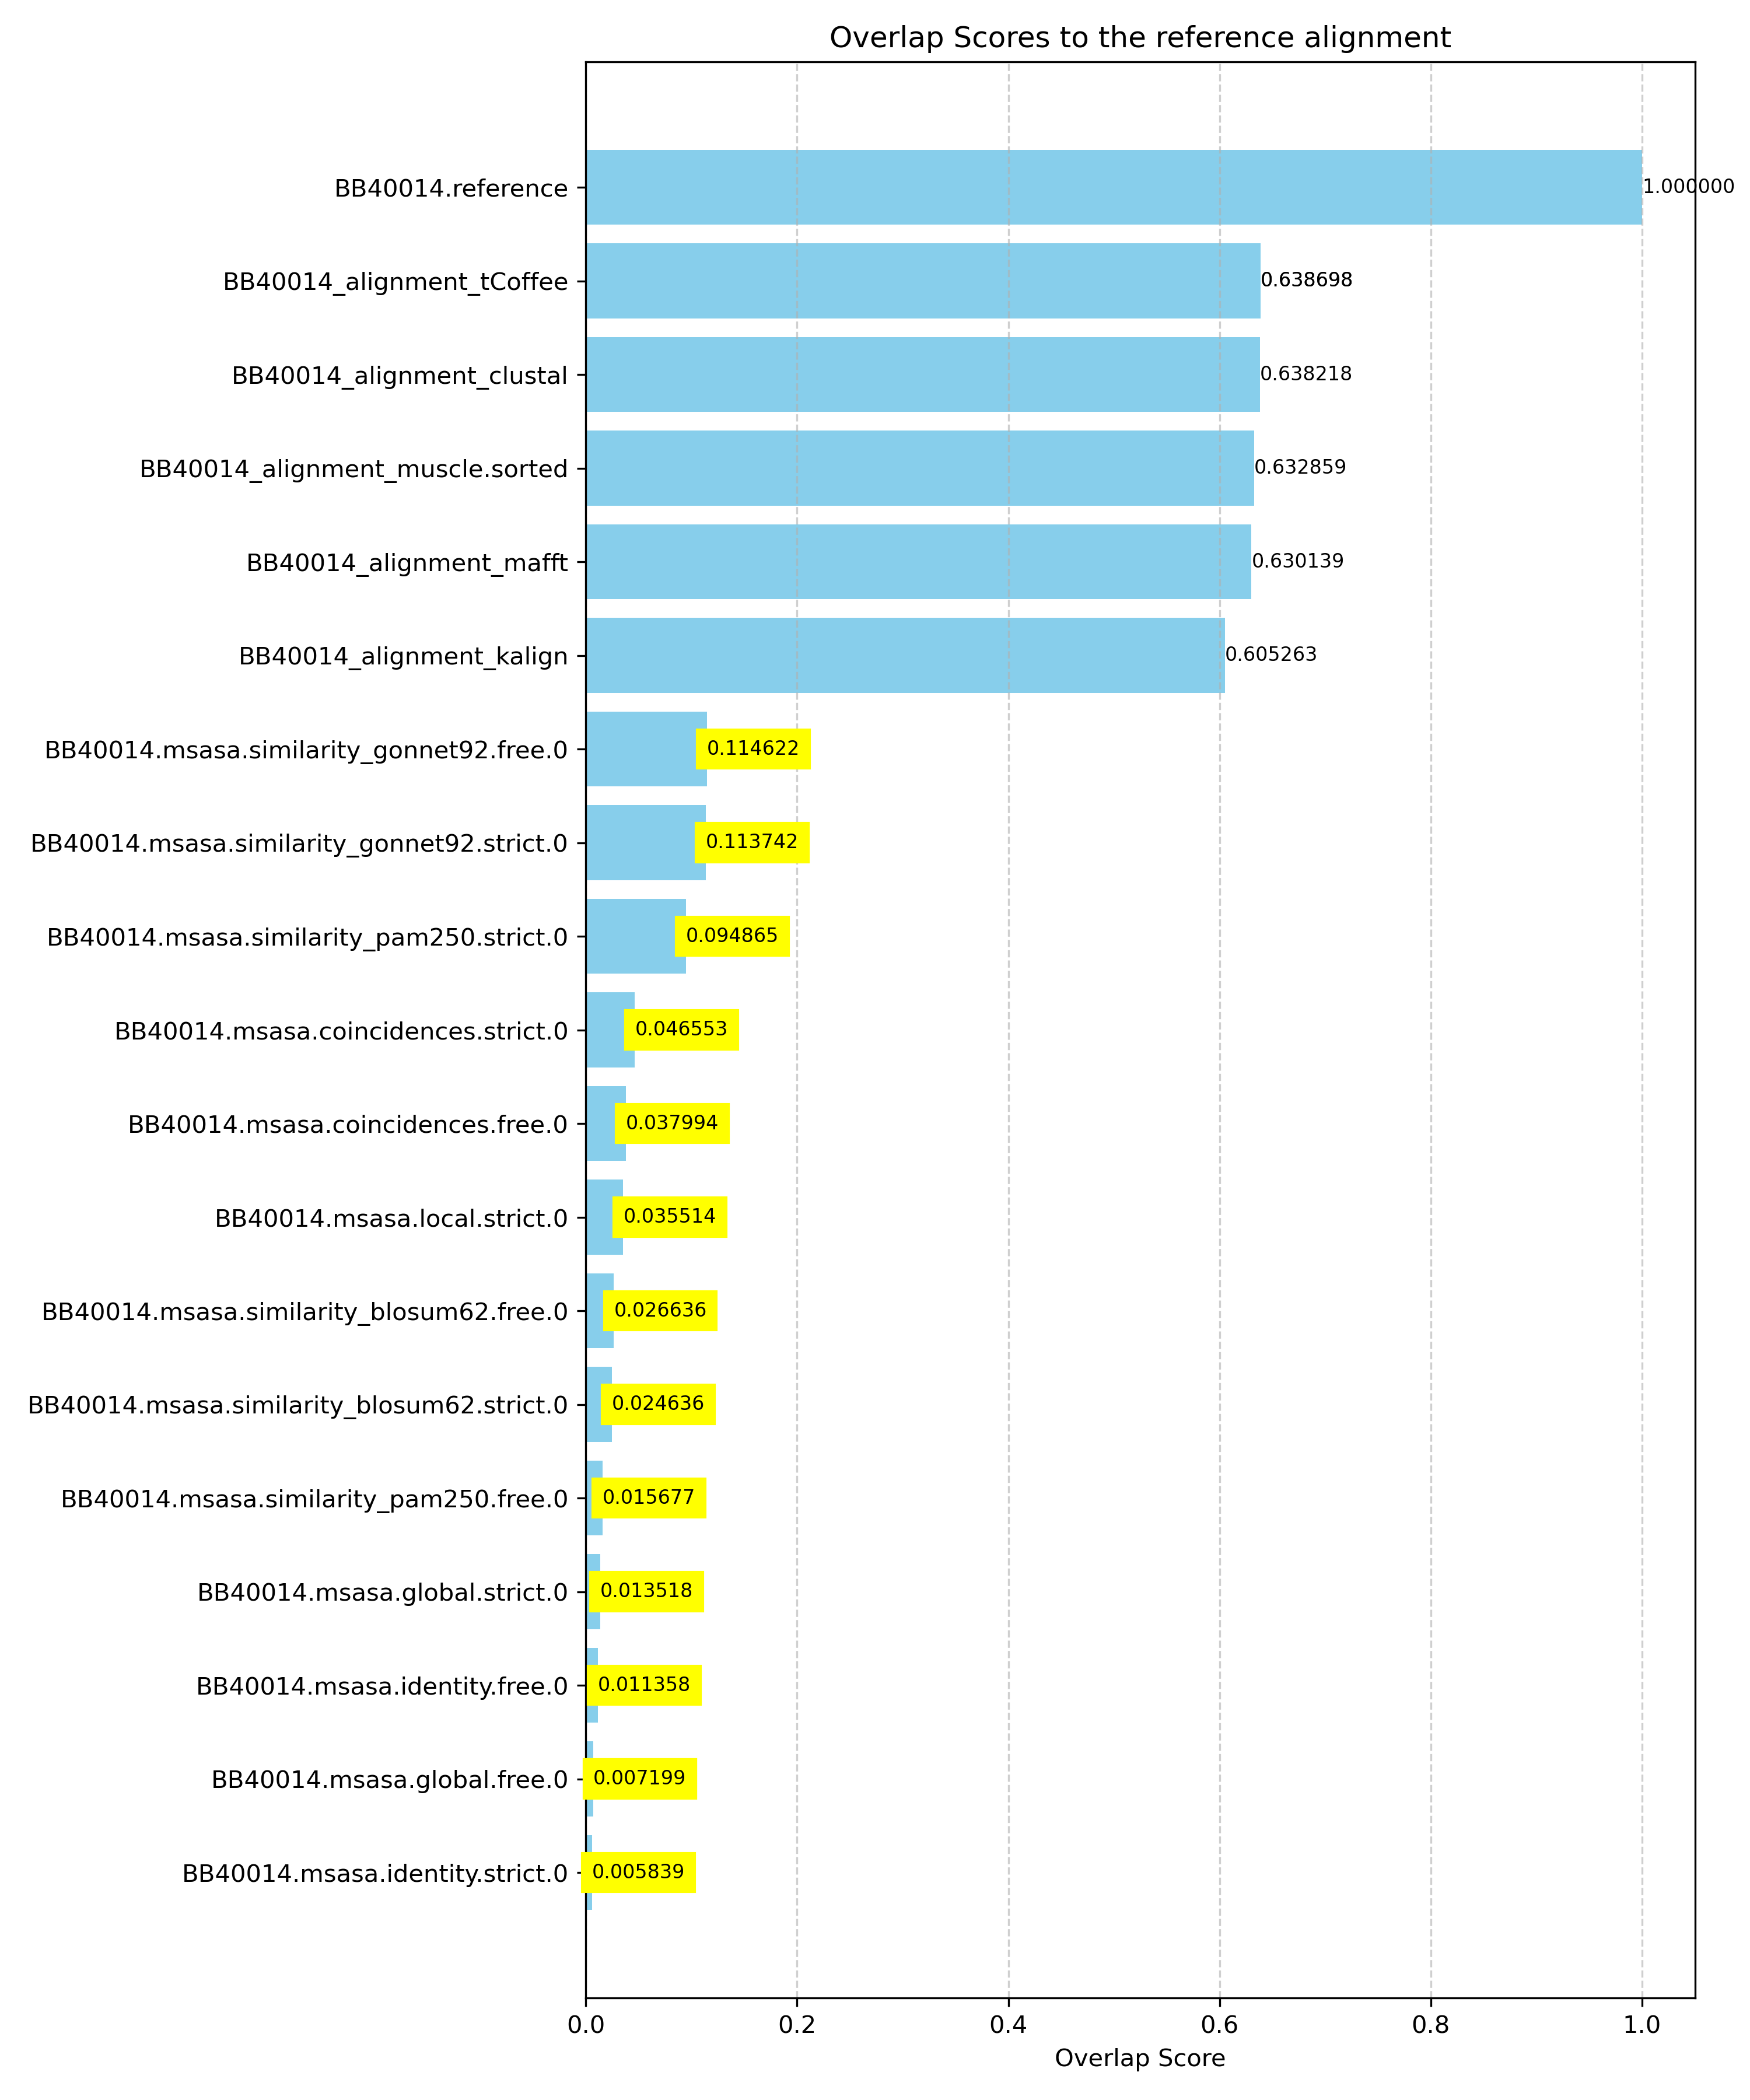 Overlap Scores to the reference alignment
BB40014.reference 1.000000
BB40014_alignment_tCoffee 0.638698
BB40014_alignment_clustal 0.638218
BB40014_alignment_muscle.sorted 0.632859
BB40014_alignment_mafft 0.630139
BB40014_alignment_kalign 0.605263
BB40014.msasa.similarity_gonnet92.free.0 0.114622
BB40014.msasa.similarity_gonnet92.strict.0 0.113742
BB40014.msasa.similarity_pam250.strict.0 0.094865
BB40014.msasa.coincidences.strict.0 0.046553
BB40014.msasa.coincidences.free.0 0.037994
BB40014.msasa.local.strict.0 0.035514
BB40014.msasa.similarity_blosum62.free.0 0.026636
BB40014.msasa.similarity_blosum62.strict.0 0.024636
BB40014.msasa.similarity_pam250.free.0 0.015677
BB40014.msasa.global.strict.0 0.013518
BB40014.msasa.identity.free.0 0.011358
BB40014.msasa.global.free.0 0.007199
BB40014.msasa.identity.strict.0 0.005839
0.0 0.2 0.4 0.6 0.8 1.0
Overlap Score